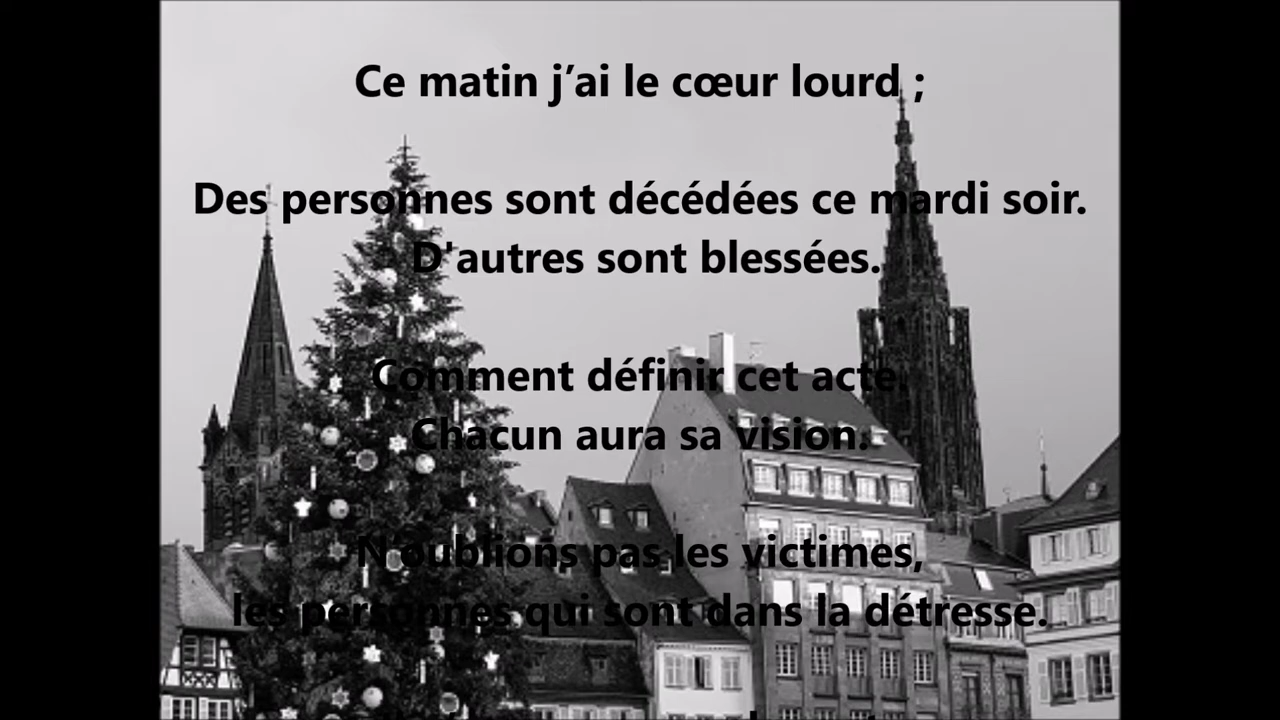 Ce matin j’ai le cœur lourd ;
Des personnes sont décédées ce mardi soir.
D'autres sont blessées.
Comment définir cet acte,
Chacun aura sa vision.
N’oublions pas les victimes,
les personnes qui sont dans la détresse.